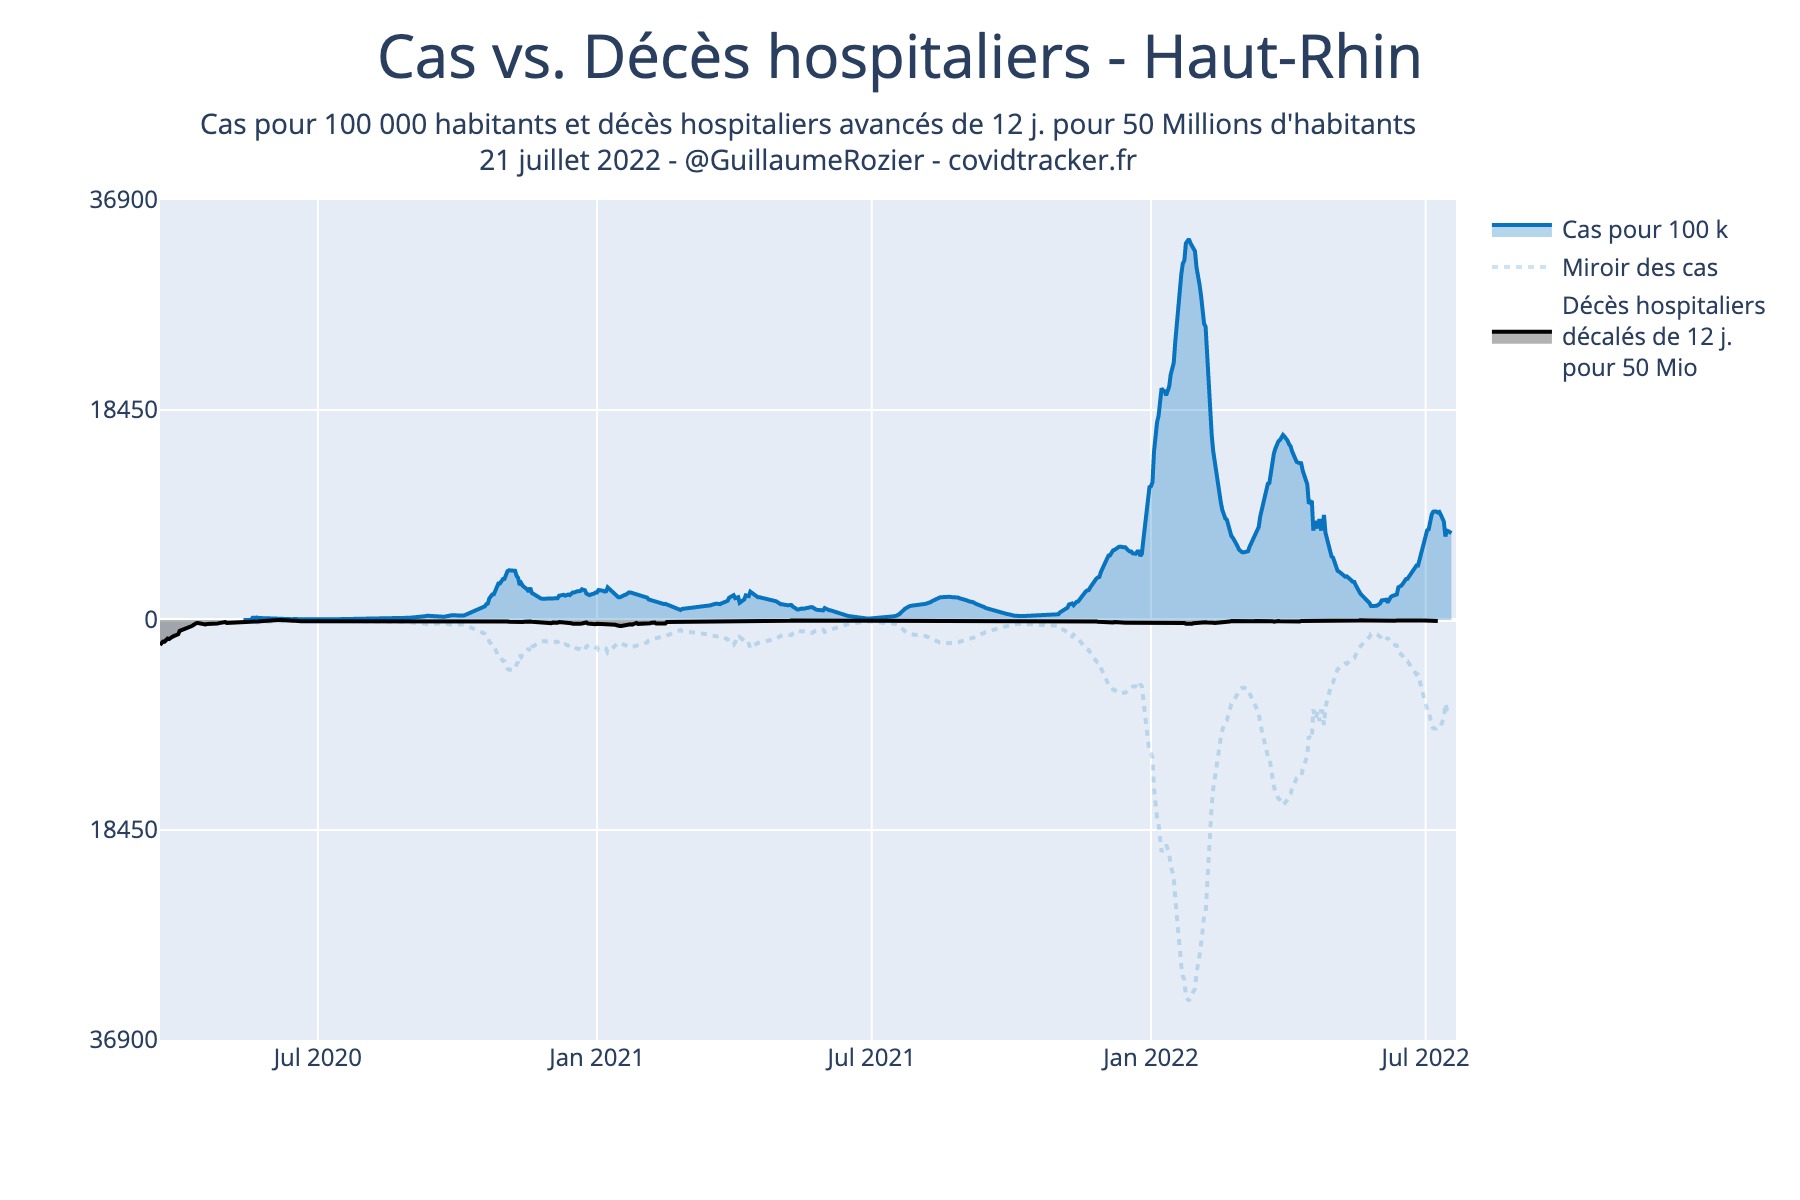 Cas vs. Décès hospitaliers - Haut-Rhin
Cas pour 100 000 habitants et décès hospitaliers avancés de 12 j. pour 50 Millions d'habitants
21 juillet 2022 - @GuillaumeRozier - covidtracker.fr
36900
18450
0
18450
36900
Jul 2020
Jan 2021
Jul 2021
Jan 2022
Jul 2022
Cas pour 100 k
Miroir des cas
Décès hospitaliers
décalés de 12 j.
pour 50 Mio